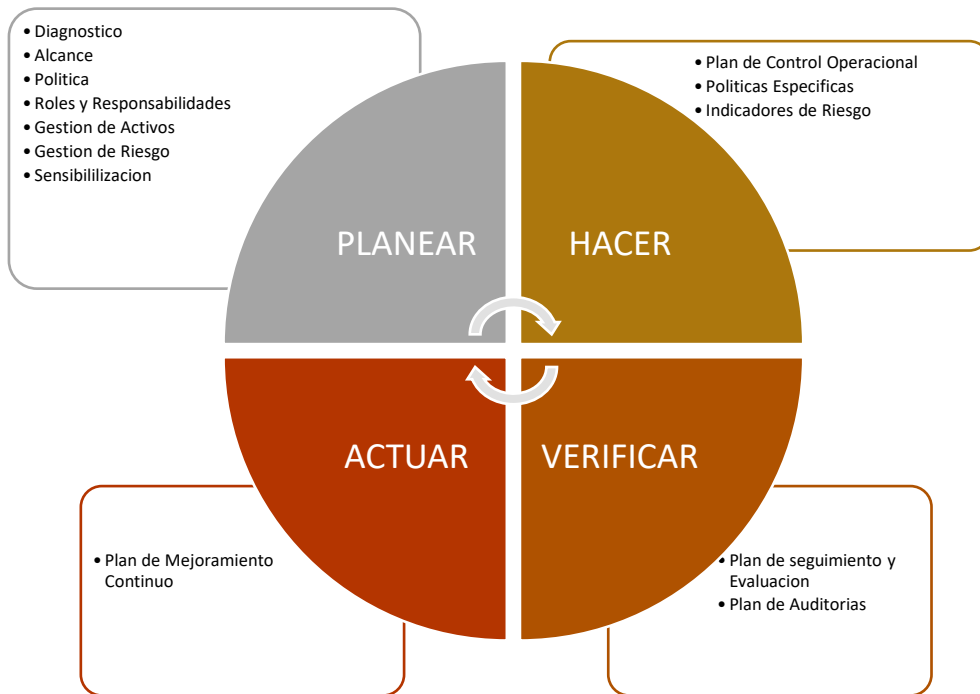 • Diagnostico
• Alcance
• Politica
• Roles y Responsabilidades
• Gestion de Activos
• Gestion de Riesgo
• Sensibililizacion
• Plan de Control Operacional
• Politicas Especificas
• Indicadores de Riesgo
PLANEAR
HACER
ACTUAR
VERIFICAR
• Plan de Mejoramiento
Continuo
• Plan de seguimiento y
Evaluacion
• Plan de Auditorias